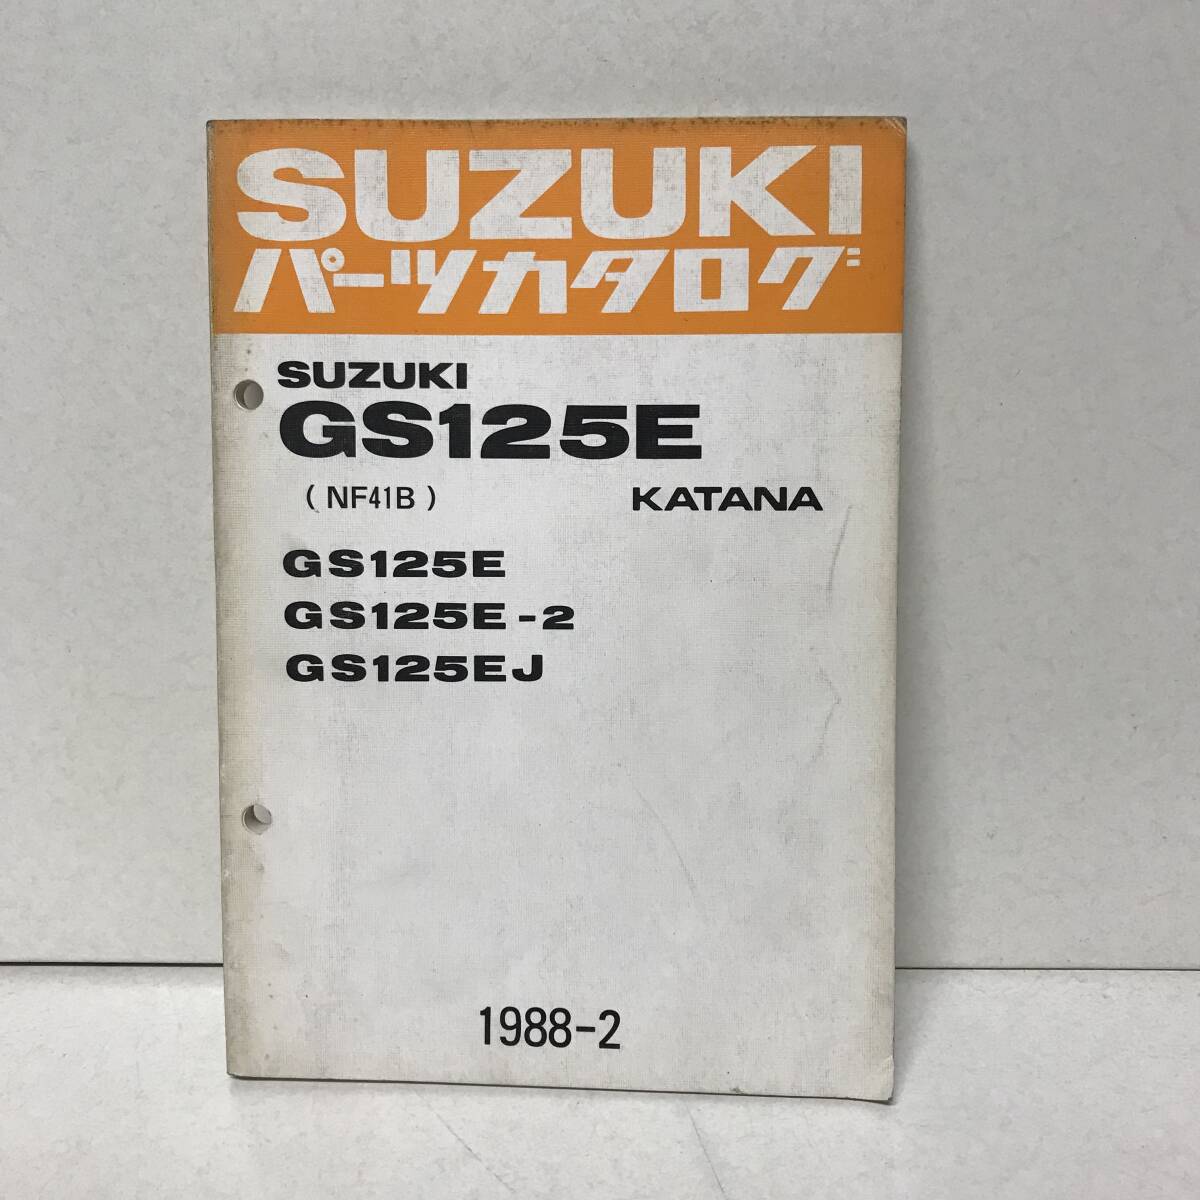 SUZUKI
パーツカタログ
SUZUKI
GS125E
(NF41B) KATANA
GS125E
GS125E-2
GS125EJ
1988-2